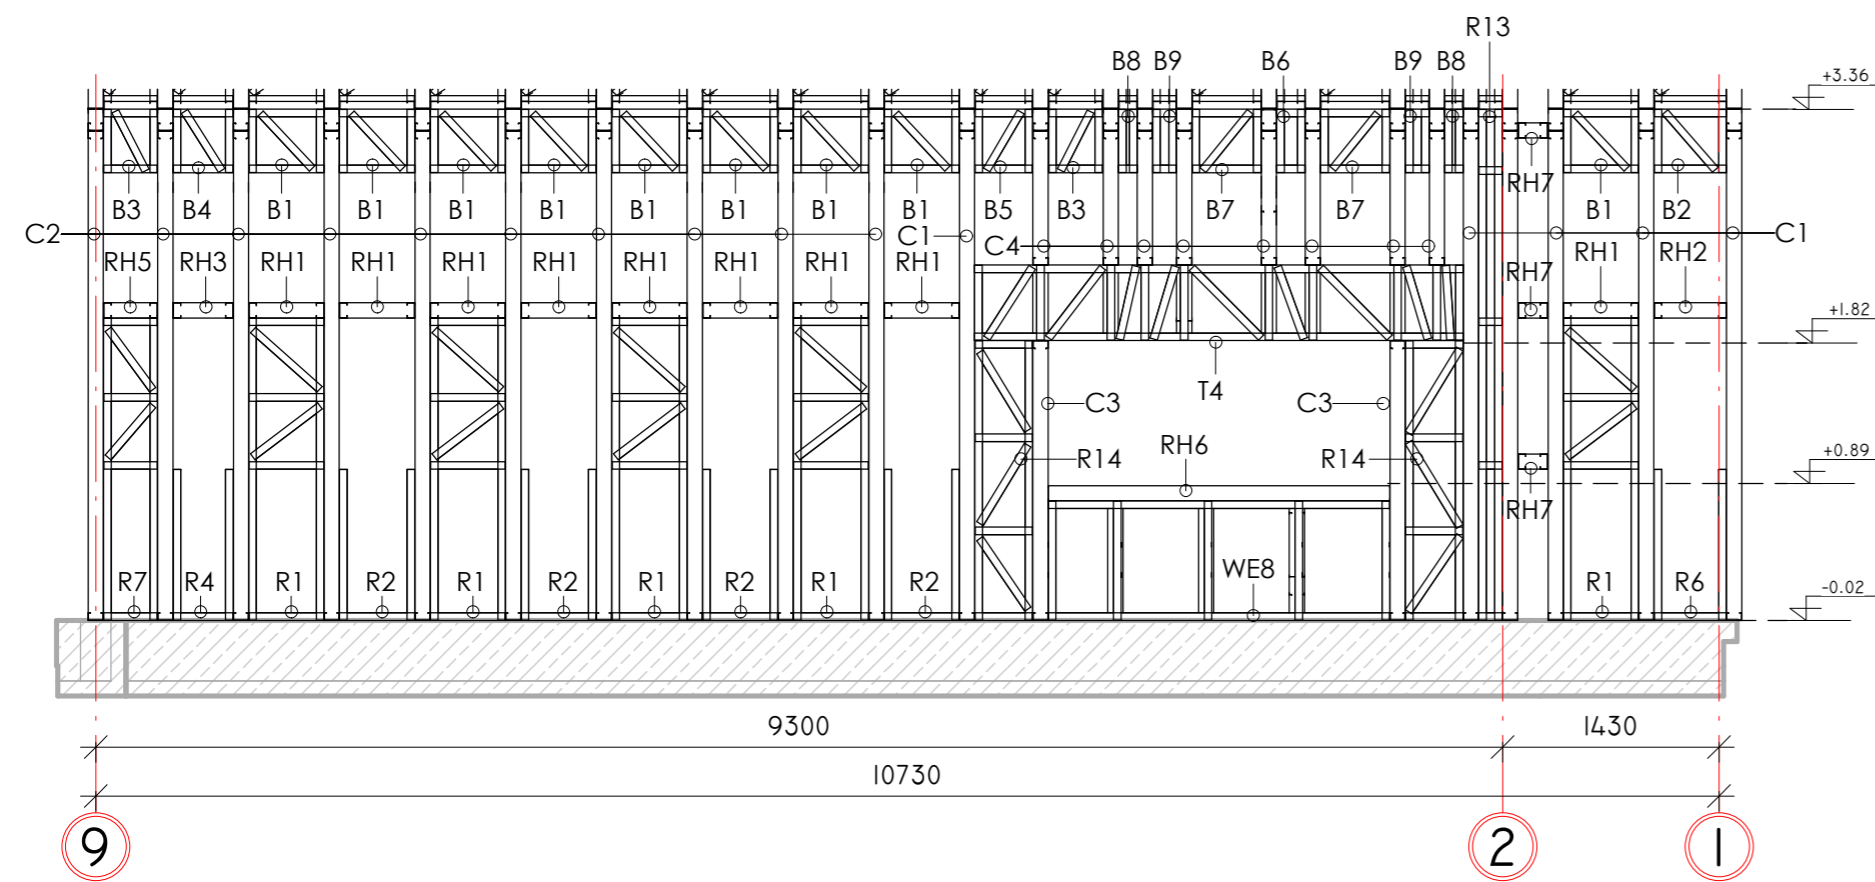 R13
B8 B9 B6 B9 B8
+3.36
RH7
B3 B4 B1 B1 B1 B1 B1 B1 B1 B1 B5 B3 B7 B7 B1 B2
C2 C1 C4 C1
RH5 RH3 RH1 RH1 RH1 RH1 RH1 RH1 RH1 RH1 RH7 RH1 RH2
+1.82
T4
C3 C3
RH6
R14 R14
+0.89
RH7
R7 R4 R1 R2 R1 R2 R1 R2 R1 R2 WE8 R1 R6
-0.02
9300 1430
10730
9 2 1